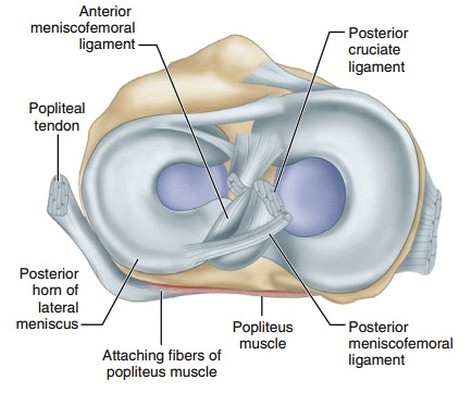 Anterior
meniscofemoral
ligament
Posterior
cruciate
ligament
Popliteal
tendon
Posterior
horn of
lateral
meniscus
Attaching fibers of
popliteus muscle
Popliteus
muscle
Posterior
meniscofemoral
ligament